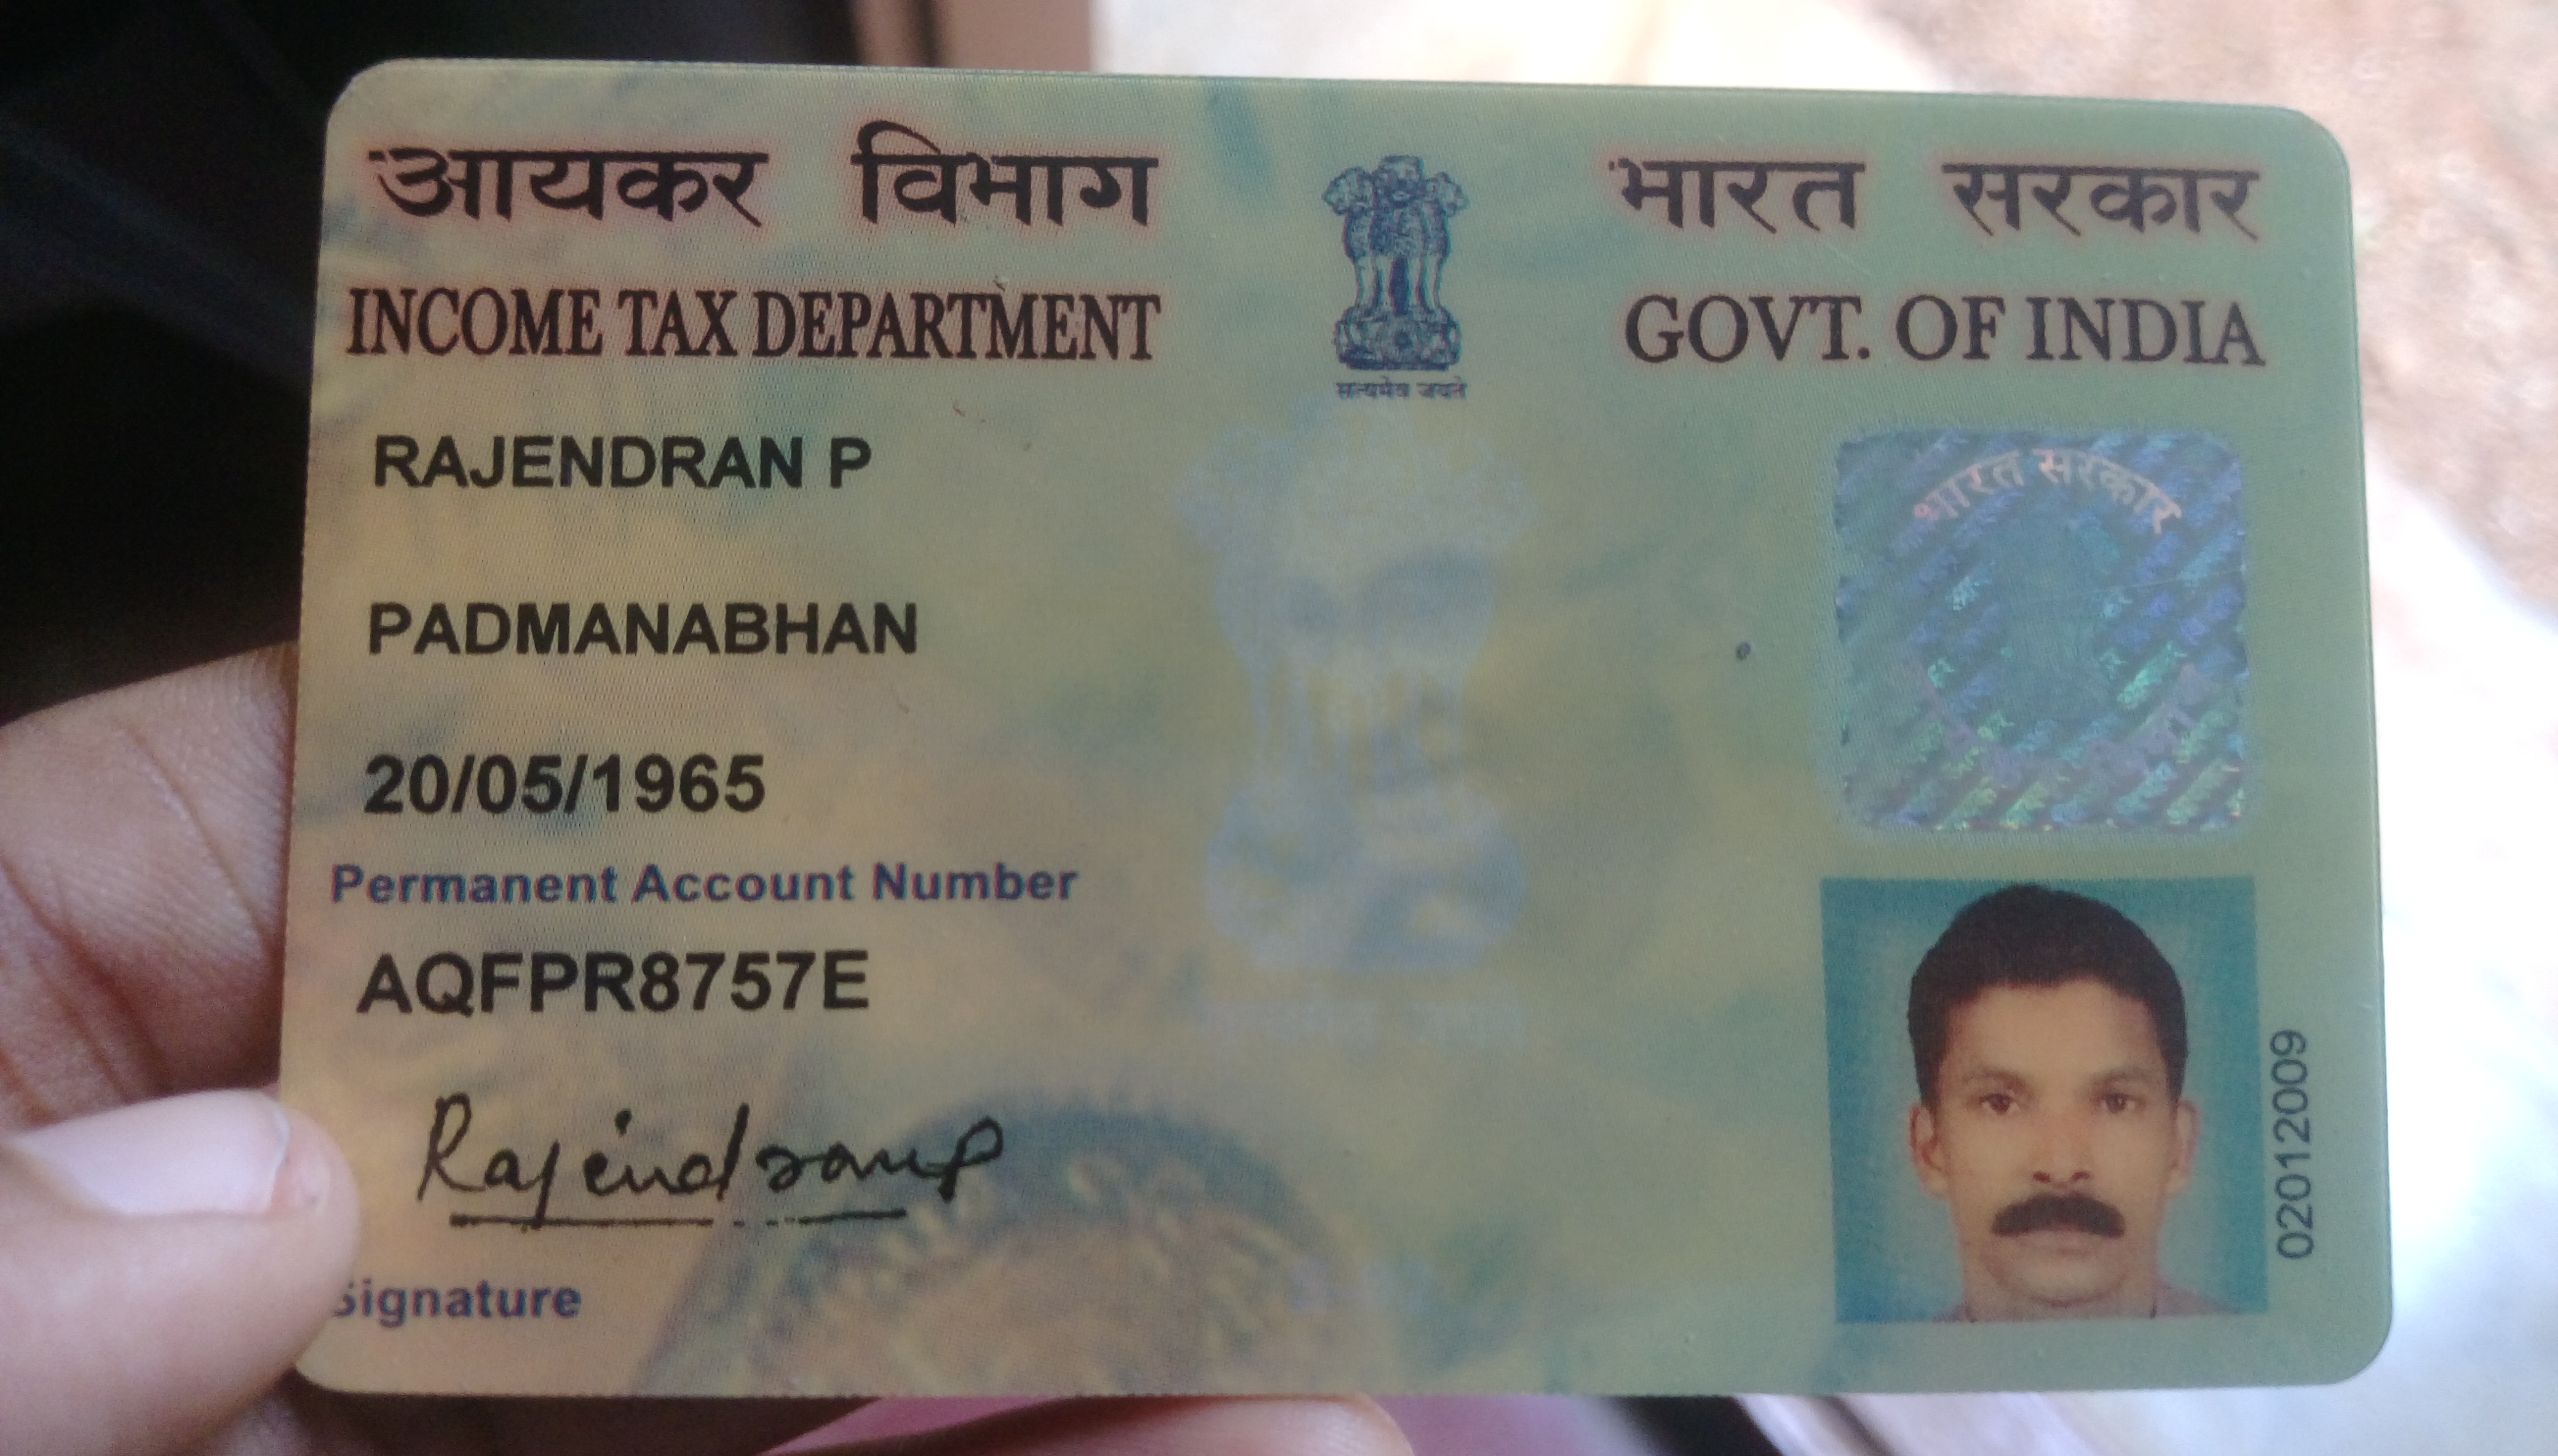 आयकर विभाग
INCOME TAX DEPARTMENT
भारत सरकार
GOVT. OF INDIA
सत्यमेव जयते
RAJENDRAN P
PADMANABHAN
20/05/1965
Permanent Account Number
AQFPR8757E
Rajendran P
Signature
भारत सरकार
02012009